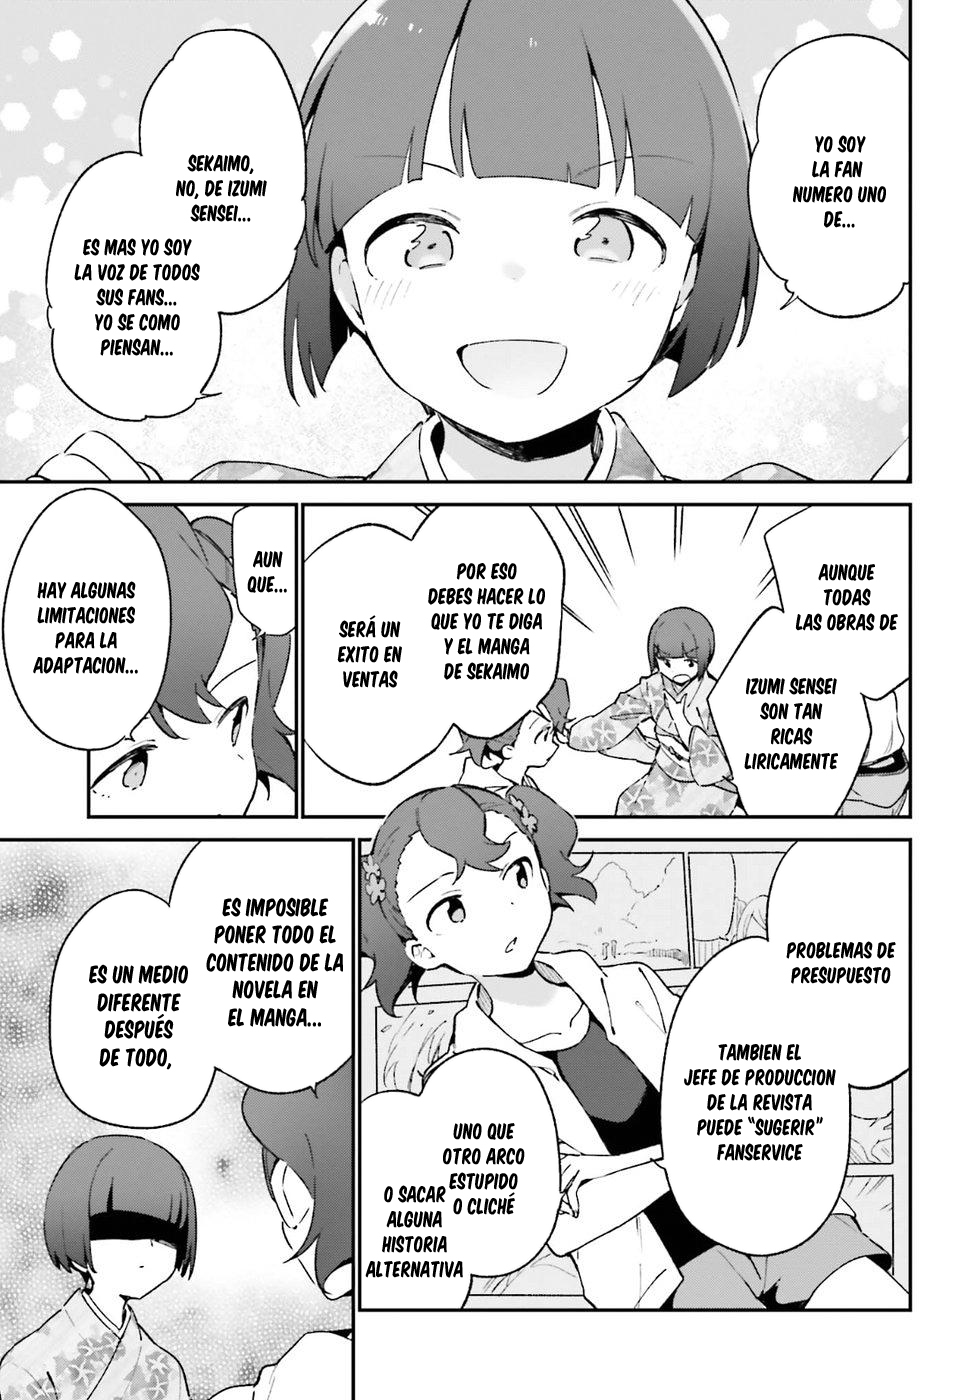 YO SOY
LA FAN
NUMERO UNO
DE...
SEKAIMO,
NO, DE IZUMI
SENSEI...
ES MAS YO SOY
LA VOZ DE TODOS
SUS FANS...
YO SE COMO
PIENSAN...
AUNQUE
TODAS
LAS OBRAS DE
IZUMI SENSEI
SON TAN
RICAS
LIRICAMENTE
POR ESO
DEBES HACER LO
QUE YO TE DIGA
Y EL MANGA
DE SEKAIMO
SERÁ UN
EXITO EN
VENTAS
AUN
QUE...
HAY ALGUNAS
LIMITACIONES
PARA LA
ADAPTACION...
PROBLEMAS DE
PRESUPUESTO
TAMBIEN EL
JEFE DE PRODUCCION
DE LA REVISTA
PUEDE "SUGERIR"
FANSERVICE
UNO QUE
OTRO ARCO
ESTUPIDO
O CLICHÉ
O SACAR
ALGUNA
HISTORIA
ALTERNATIVA
ES IMPOSIBLE
PONER TODO EL
CONTENIDO DE LA
NOVELA EN
EL MANGA...
ES UN MEDIO
DIFERENTE
DESPUÉS
DE TODO,